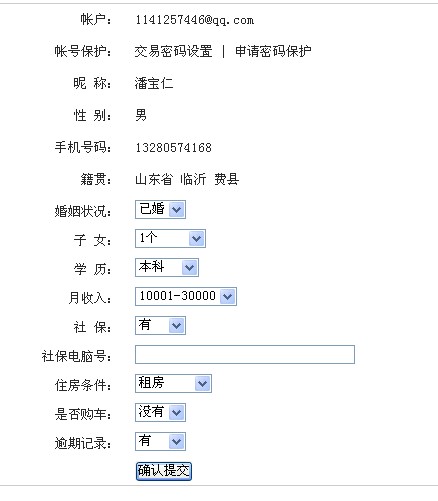 帐户： 1141257446@qq.com
帐号保护： 交易密码设置 | 申请密码保护
昵 称： 潘宝仁
性 别： 男
手机号码： 13280574168
籍贯： 山东省 临沂 费县
婚姻状况： 已婚
子 女： 1个
学 历： 本科
月收入： 10001-30000
社 保： 有
社保电脑号：
住房条件： 租房
是否购车： 没有
逾期记录： 有
确认提交